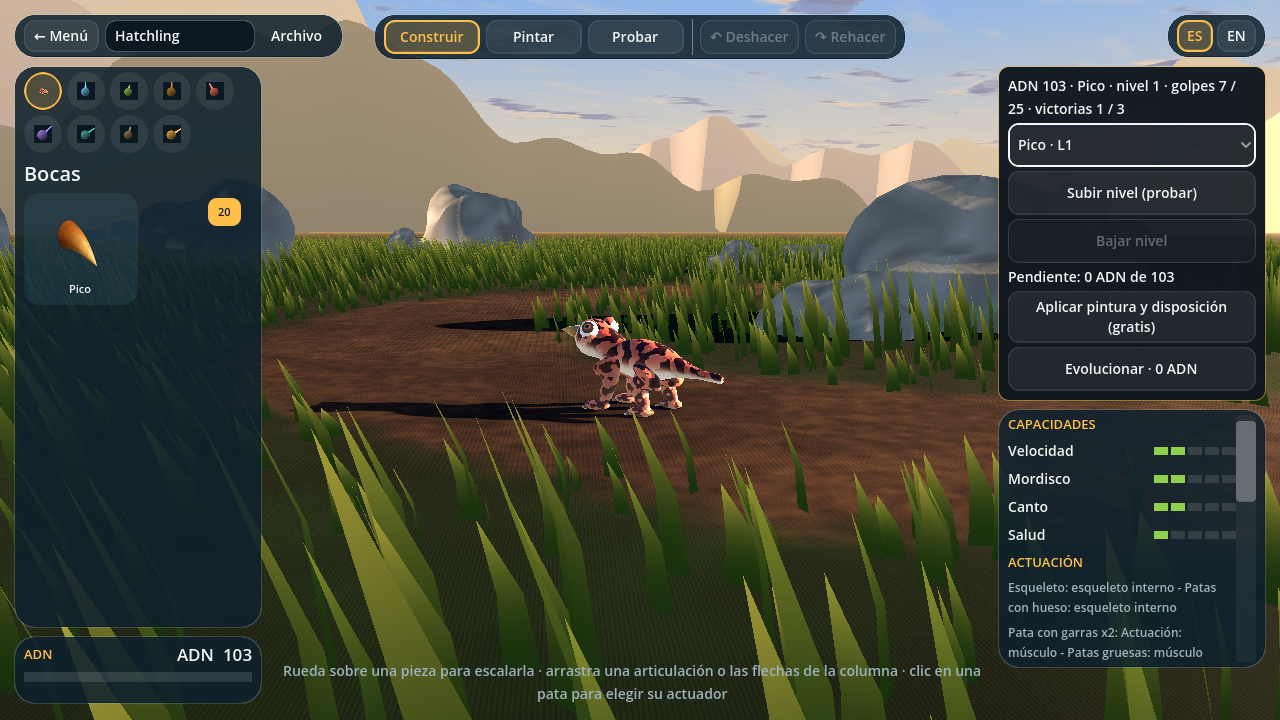 ← Menú
Hatchling
Archivo
Construir
Pintar
Probar
↶ Deshacer
↷ Rehacer
ES
EN
Bocas
20
Pico
ADN
ADN 103
ADN 103 · Pico · nivel 1 · golpes 7 /
25 · victorias 1 / 3
Pico · L1
Subir nivel (probar)
Bajar nivel
Pendiente: 0 ADN de 103
Aplicar pintura y disposición
(gratis)
Evolucionar · 0 ADN
CAPACIDADES
Velocidad
Mordisco
Canto
Salud
ACTUACIÓN
Esqueleto: esqueleto interno - Patas
con hueso: esqueleto interno
Pata con garras x2: Actuación:
músculo - Patas gruesas: músculo
Rueda sobre una pieza para escalarla · arrastra una articulación o las flechas de la columna · clic en una
pata para elegir su actuador